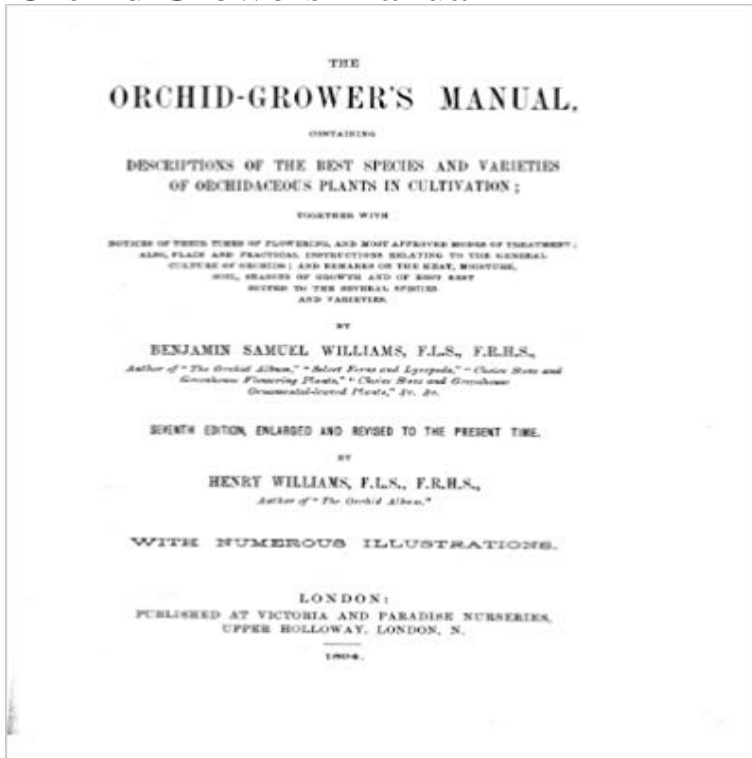 THE
ORCHID-GROWER'S MANUAL,
CONTAINING
DESCRIPTIONS OF THE BEST SPECIES AND VARIETIES
OF ORCHIDACEOUS PLANTS IN CULTIVATION;
TOGETHER WITH
NOTICES OF THEIR TIMES OF FLOWERING, AND MOST APPROVED MODES OF TREATMENT;
ALSO, PLAIN AND PRACTICAL INSTRUCTIONS RELATING TO THE GENERAL
CULTURE OF ORCHIDS; AND REMARKS ON THE HEAT, MOISTURE,
SOIL, SEASONS OF GROWTH AND OF REST BEST
SUITED TO THE SEVERAL SPECIES
AND VARIETIES.
BY
BENJAMIN SAMUEL WILLIAMS, F.L.S., F.R.H.S.,
Author of "The Orchid Album," "Select Ferns and Lycopods," "Choice Stove and
Greenhouse Flowering Plants," "Choice Stove and Greenhouse
Ornamental-leaved Plants," &c. &c.
SEVENTH EDITION, ENLARGED AND REVISED TO THE PRESENT TIME.
BY
HENRY WILLIAMS, F.L.S., F.R.H.S.,
Author of "The Orchid Album."
WITH NUMEROUS ILLUSTRATIONS.
LONDON:
PUBLISHED AT VICTORIA AND PARADISE NURSERIES,
UPPER HOLLOWAY, LONDON, N.
1894.